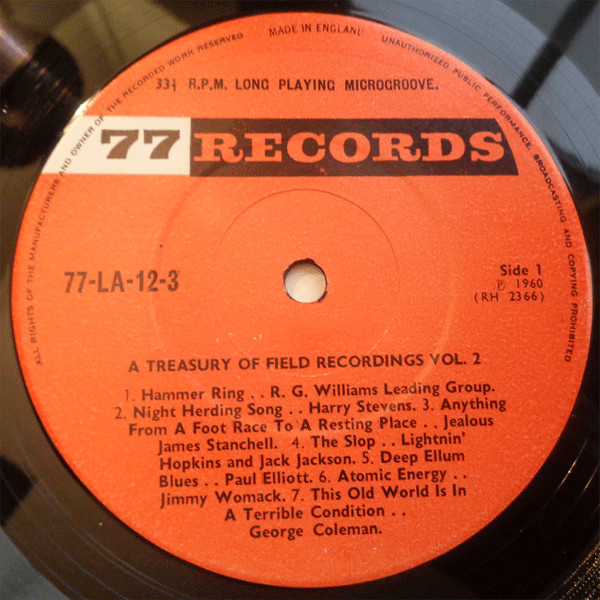 ALL RIGHTS OF THE MANUFACTURERS AND OWNER OF THE RECORDED WORK RESERVED
MADE IN ENGLAND
UNAUTHORIZED PUBLIC PERFORMANCE, BROADCASTING AND COPYING PROHIBITED
33⅓ R.P.M. LONG PLAYING MICROGROOVE.
77 RECORDS
77-LA-12-3
Side 1
℗ 1960
(RH 2366)
A TREASURY OF FIELD RECORDINGS VOL. 2
1. Hammer Ring . . R. G. Williams Leading Group.
2. Night Herding Song . . Harry Stevens. 3. Anything
From A Foot Race To A Resting Place . . Jealous
James Stanchell. 4. The Slop . . Lightnin'
Hopkins and Jack Jackson. 5. Deep Ellum
Blues . . Paul Elliott. 6. Atomic Energy . .
Jimmy Womack. 7. This Old World Is In
A Terrible Condition . .
George Coleman.